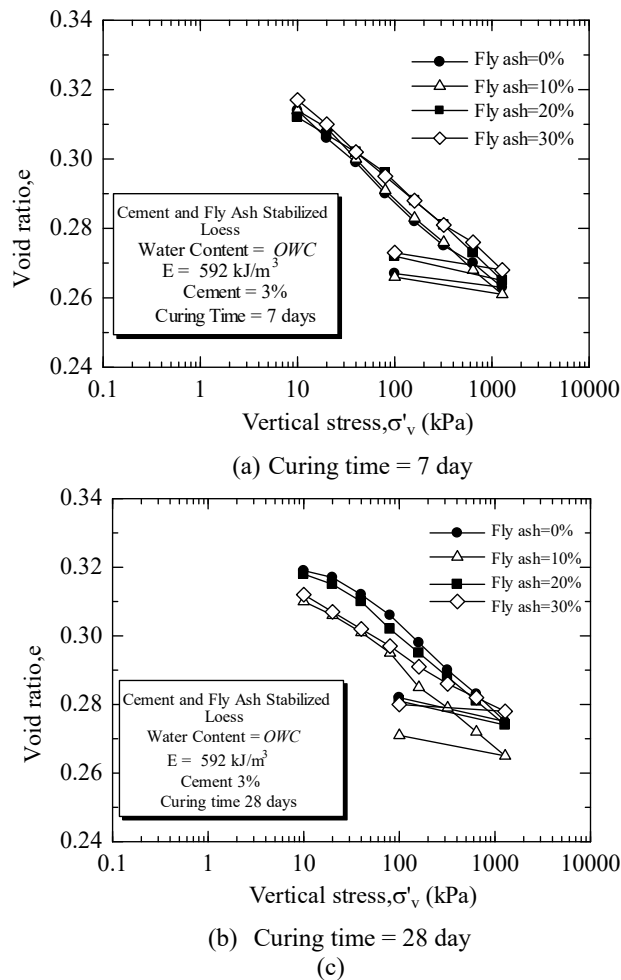 0.34
0.32
0.30
0.28
0.26
0.24
Void ratio,e
Fly ash=0%
Fly ash=10%
Fly ash=20%
Fly ash=30%
Cement and Fly Ash Stabilized
Loess
Water Content = OWC
E = 592 kJ/m³
Cement = 3%
Curing Time = 7 days
0.1 1 10 100 1000 10000
Vertical stress,σ'v (kPa)
(a) Curing time = 7 day
0.34
0.32
0.30
0.28
0.26
0.24
Void ratio,e
Fly ash=0%
Fly ash=10%
Fly ash=20%
Fly ash=30%
Cement and Fly Ash Stabilized
Loess
Water Content =OWC
E = 592 kJ/m³
Cement 3%
Curing time 28 days
0.1 1 10 100 1000 10000
Vertical stress,σ'v (kPa)
(b) Curing time = 28 day
(c)